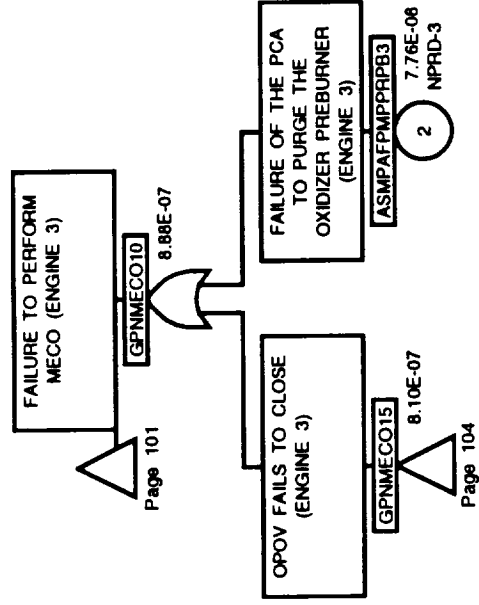 FAILURE TO PERFORM
MECO (ENGINE 3)
GPNMECO10
8.88E-07
Page 101
OPOV FAILS TO CLOSE
(ENGINE 3)
GPNMECO15
8.10E-07
Page 104
FAILURE OF THE PCA
TO PURGE THE
OXIDIZER PREBURNER
(ENGINE 3)
ASMPAFPMPPRPB3
7.76E-08
NPRD-3
2